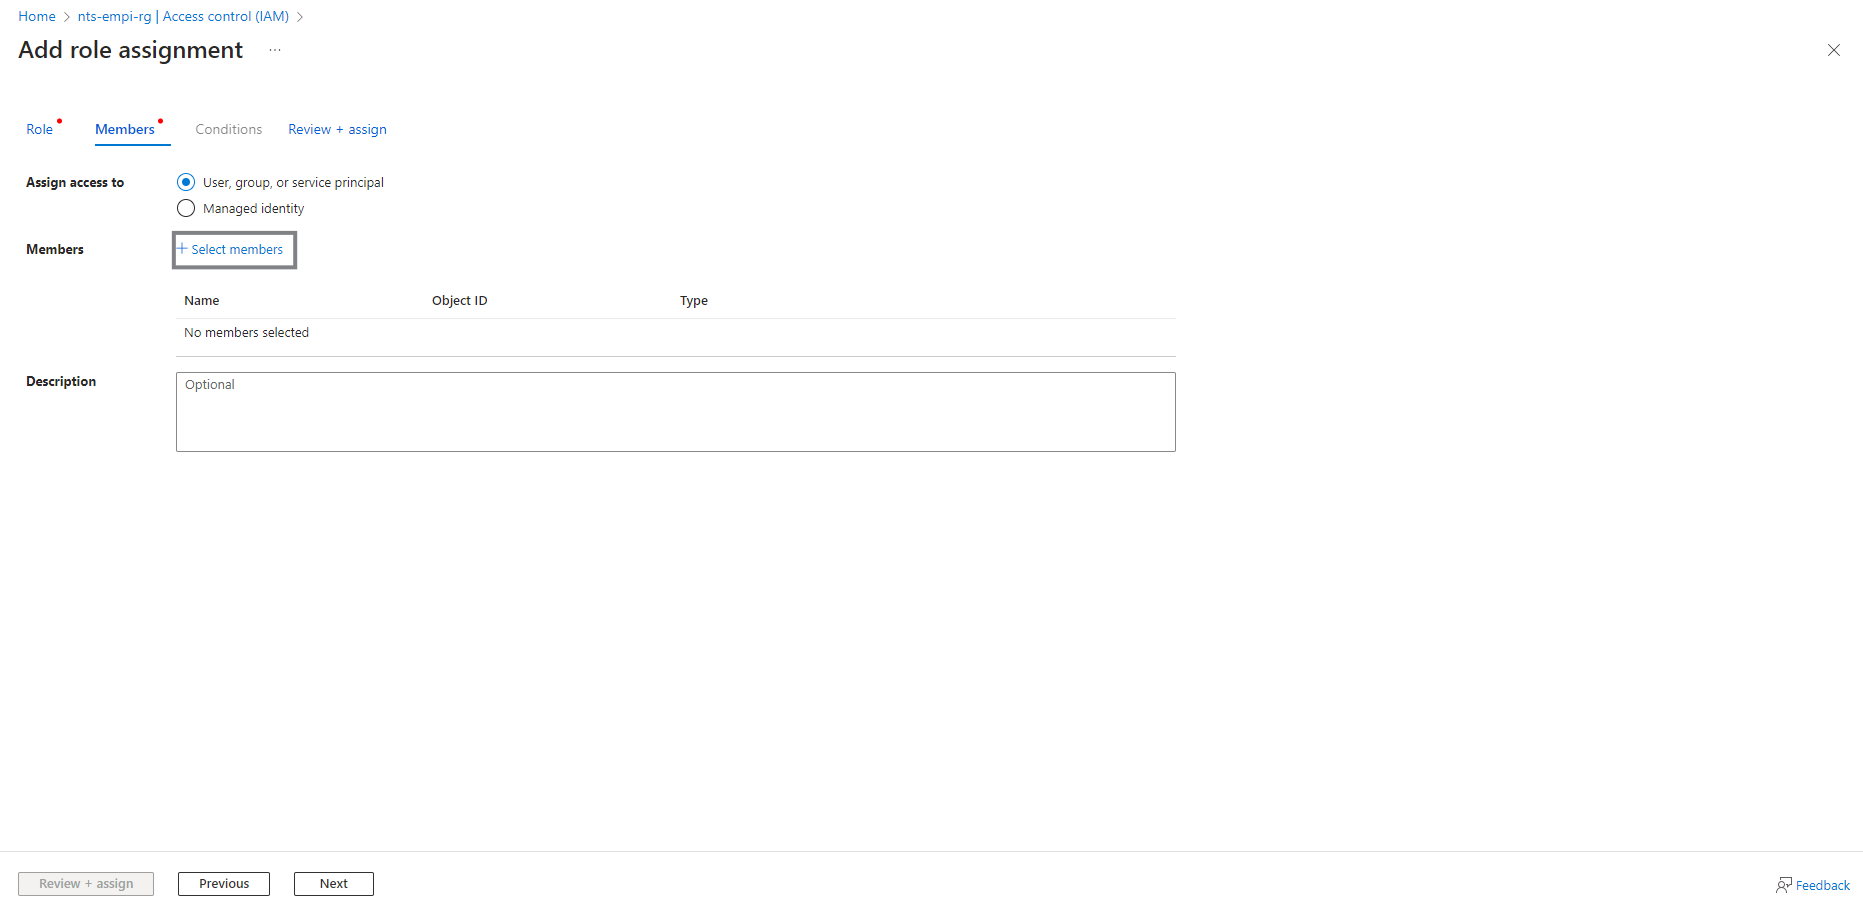 Home > nts-empi-rg | Access control (IAM) >
Add role assignment ...
Role Members Conditions Review + assign
Assign access to User, group, or service principal
Managed identity
Members + Select members
Name Object ID Type
No members selected
Description Optional
Review + assign Previous Next Feedback